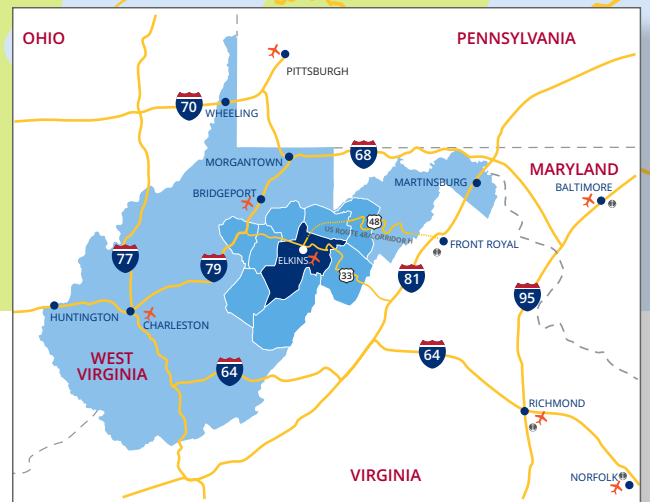 OHIO
PENNSYLVANIA
PITTSBURGH
70
WHEELING
68
MORGANTOWN
MARYLAND
MARTINSBURG
BALTIMORE
BRIDGEPORT
48
US ROUTE 48/CORRIDOR H
FRONT ROYAL
77
79
ELKINS
33
81
95
HUNTINGTON
CHARLESTON
WEST
VIRGINIA
64
64
RICHMOND
VIRGINIA
NORFOLK